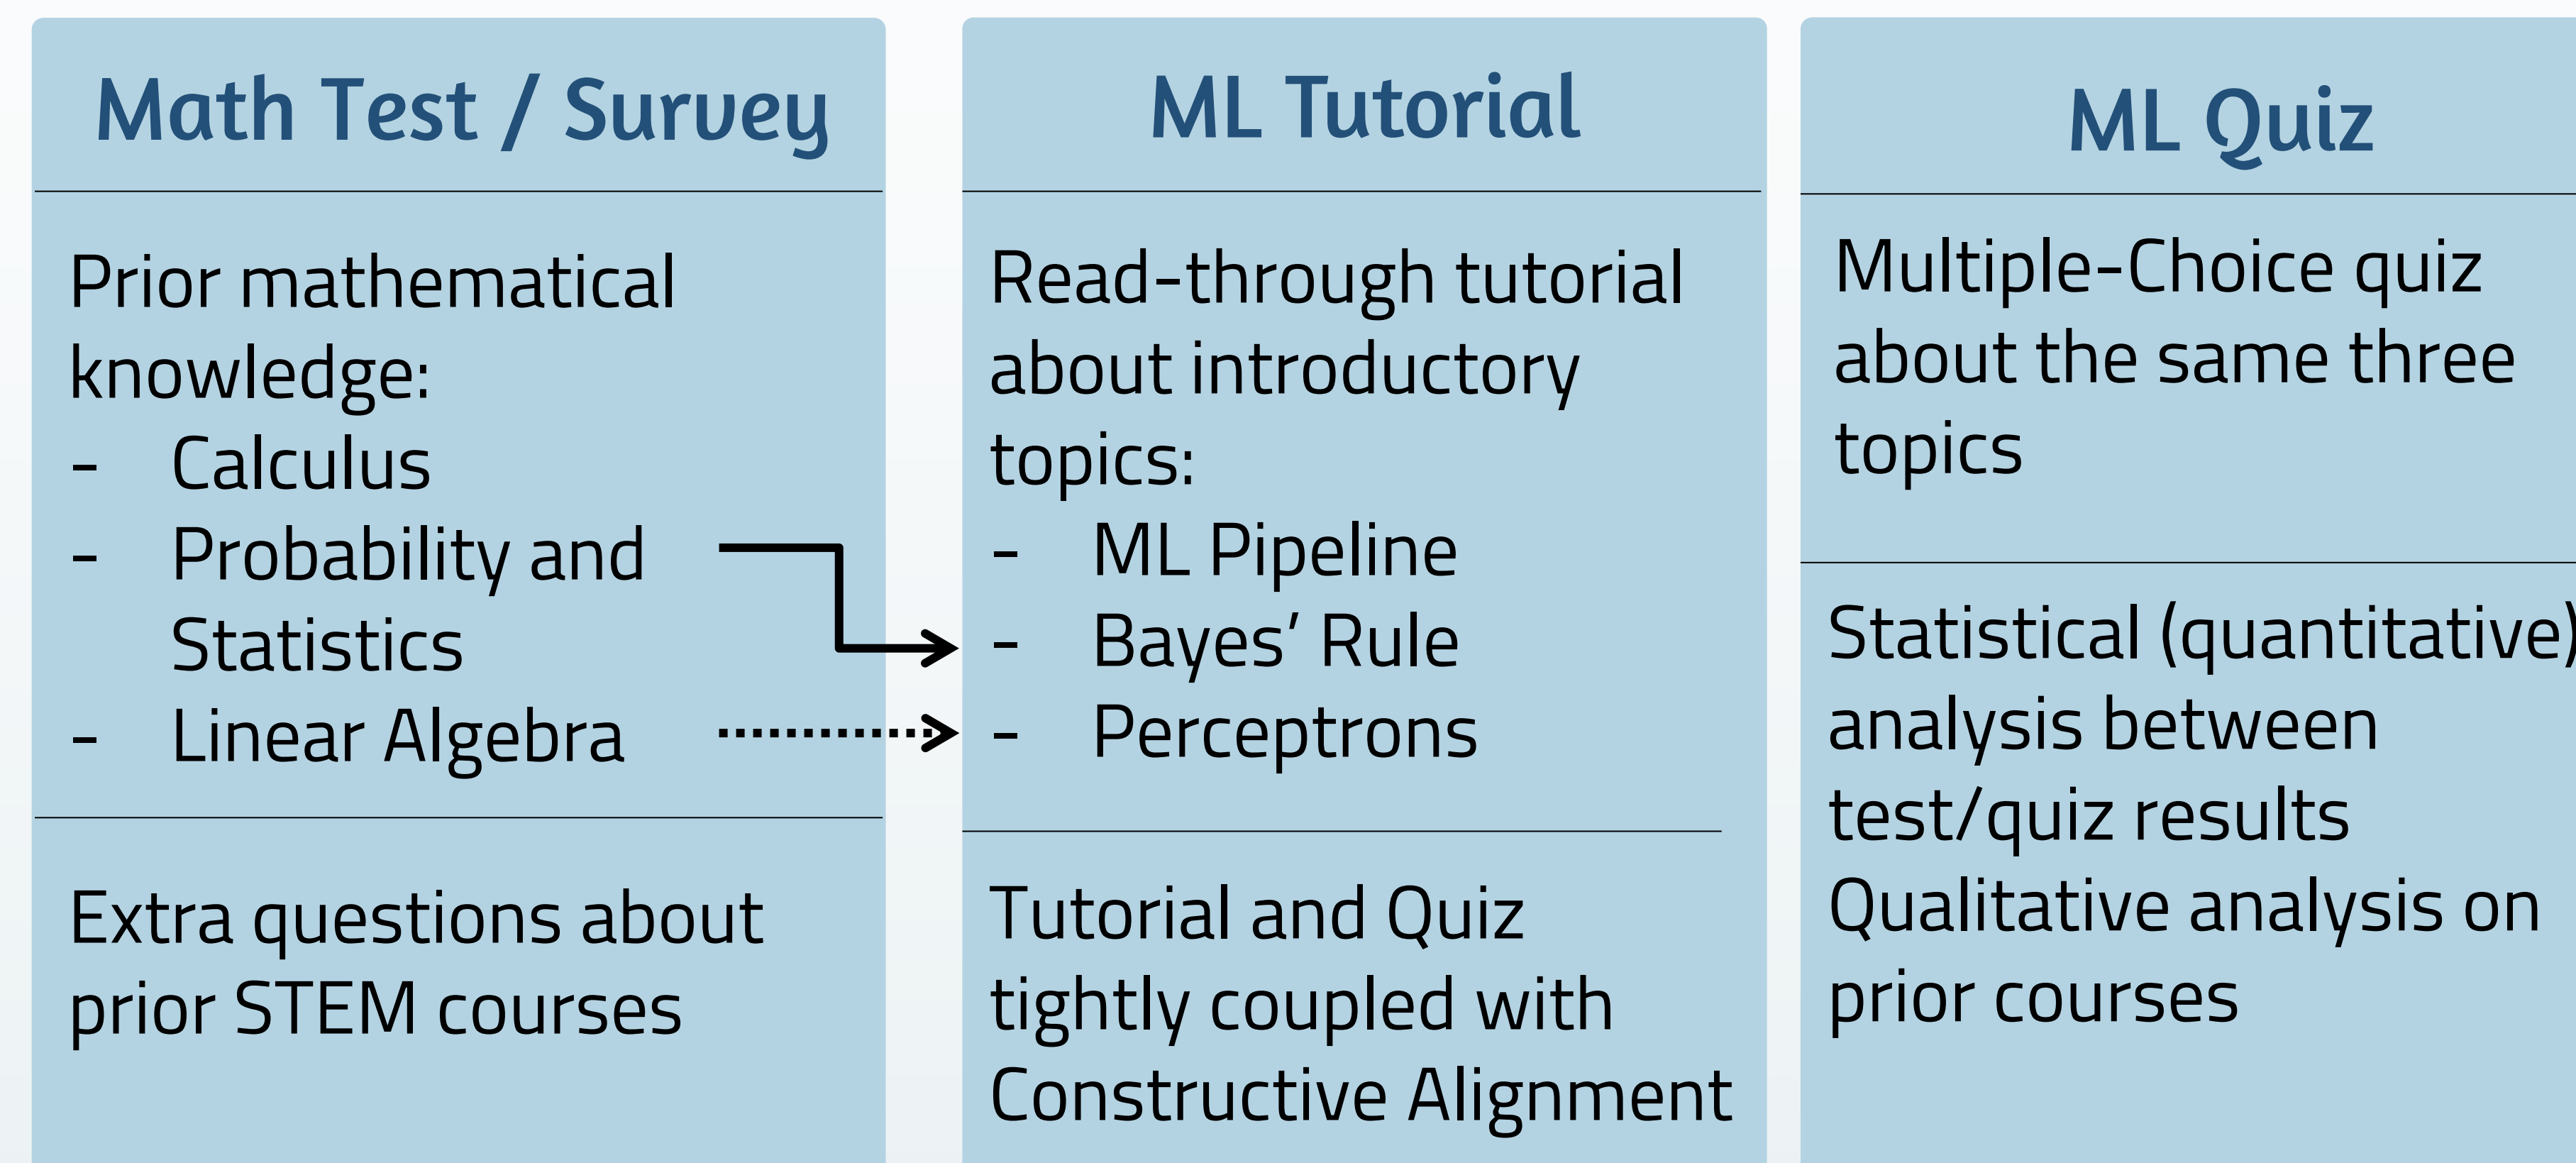 Math Test / Survey
Prior mathematical
knowledge:
- Calculus
- Probability and
Statistics
- Linear Algebra
Extra questions about
prior STEM courses
ML Tutorial
Read-through tutorial
about introductory
topics:
- ML Pipeline
- Bayes’ Rule
- Perceptrons
Tutorial and Quiz
tightly coupled with
Constructive Alignment
ML Quiz
Multiple-Choice quiz
about the same three
topics
Statistical (quantitative)
analysis between
test/quiz results
Qualitative analysis on
prior courses